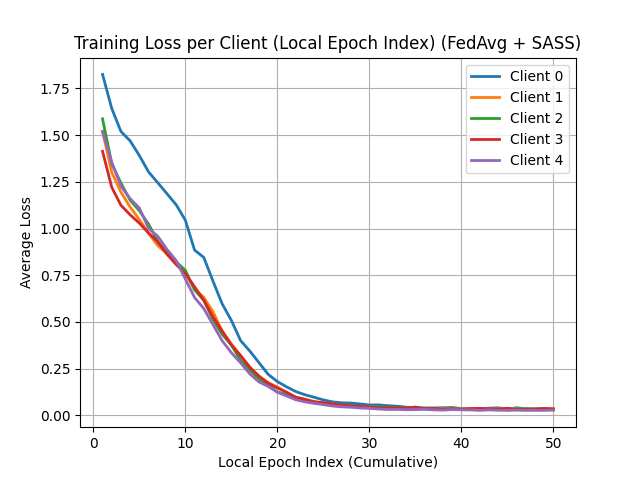 Training Loss per Client (Local Epoch Index) (FedAvg + SASS)
Client 0
Client 1
Client 2
Client 3
Client 4
Average Loss
1.75
1.50
1.25
1.00
0.75
0.50
0.25
0.00
0 10 20 30 40 50
Local Epoch Index (Cumulative)